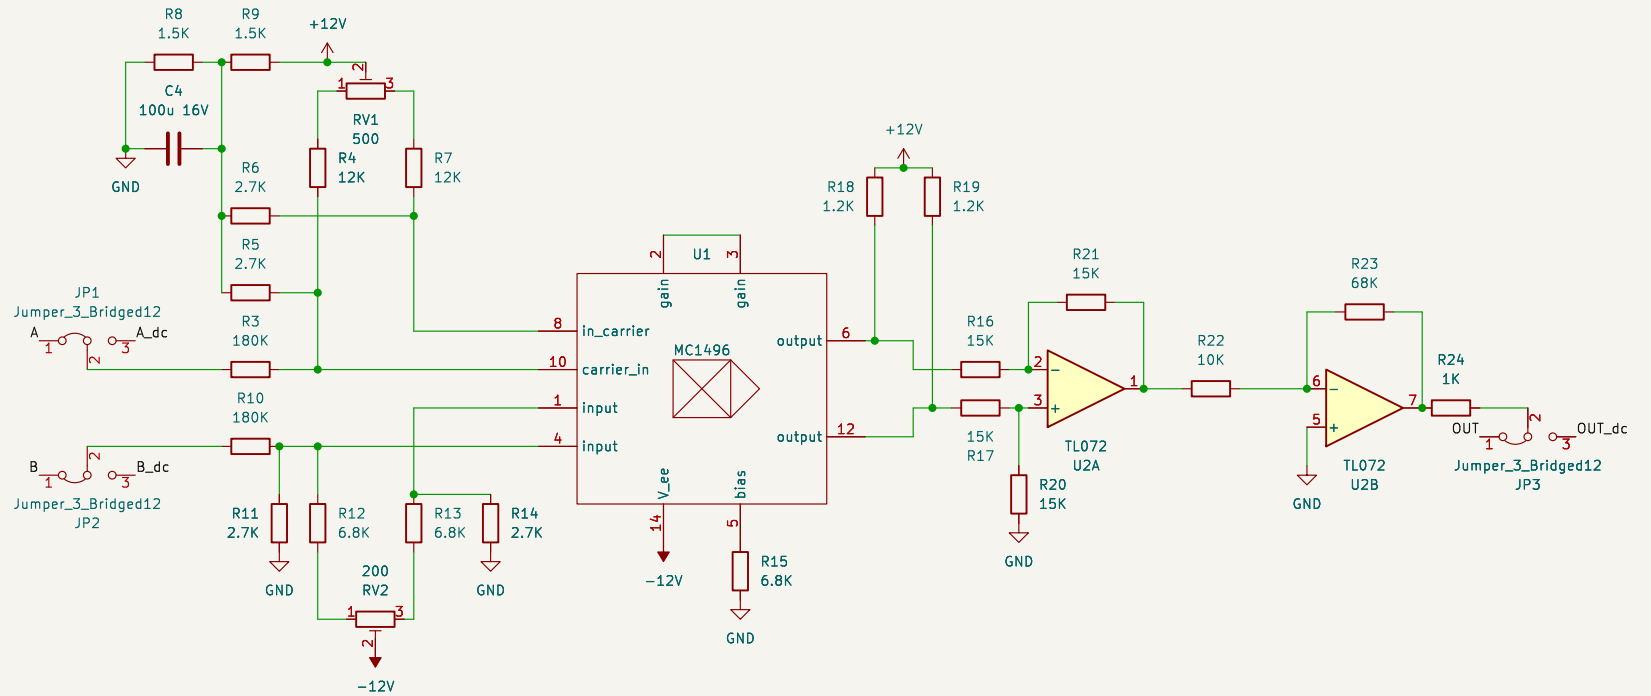 R8
1.5K
R9
1.5K
+12V
C4
100u 16V
GND
2
1
3
RV1
500
R4
12K
R7
12K
R6
2.7K
R5
2.7K
JP1
Jumper_3_Bridged12
A
1
2
3
A_dc
R3
180K
R10
180K
B
1
2
3
B_dc
Jumper_3_Bridged12
JP2
R11
2.7K
GND
R12
6.8K
R13
6.8K
R14
2.7K
GND
200
RV2
1
3
2
-12V
2
U1
3
gain
gain
8
in_carrier
10
carrier_in
1
input
4
input
MC1496
output
6
output
12
V_ee
bias
14
5
-12V
R15
6.8K
GND
+12V
R18
1.2K
R19
1.2K
R16
15K
15K
R17
R21
15K
2
-
3
+
1
TL072
U2A
R20
15K
GND
R22
10K
R23
68K
6
-
5
+
7
TL072
U2B
GND
R24
1K
OUT
1
2
3
OUT_dc
Jumper_3_Bridged12
JP3